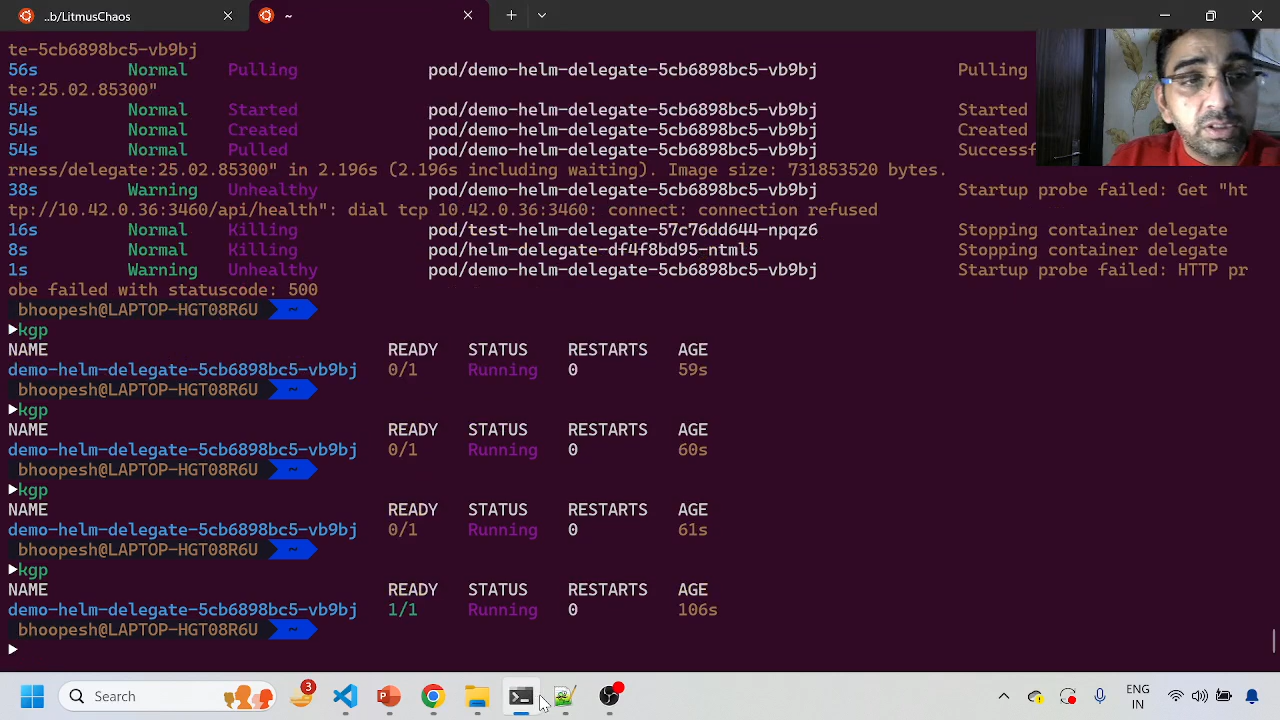 ..b/LitmusChaos
~
te-5cb6898bc5-vb9bj
56s Normal Pulling pod/demo-helm-delegate-5cb6898bc5-vb9bj Pulling
te:25.02.85300"
54s Normal Started pod/demo-helm-delegate-5cb6898bc5-vb9bj Started
54s Normal Created pod/demo-helm-delegate-5cb6898bc5-vb9bj Created
54s Normal Pulled pod/demo-helm-delegate-5cb6898bc5-vb9bj Successf
rness/delegate:25.02.85300" in 2.196s (2.196s including waiting). Image size: 731853520 bytes.
38s Warning Unhealthy pod/demo-helm-delegate-5cb6898bc5-vb9bj Startup probe failed: Get "ht
tp://10.42.0.36:3460/api/health": dial tcp 10.42.0.36:3460: connect: connection refused
16s Normal Killing pod/test-helm-delegate-57c76dd644-npqz6 Stopping container delegate
8s Normal Killing pod/helm-delegate-df4f8bd95-ntml5 Stopping container delegate
1s Warning Unhealthy pod/demo-helm-delegate-5cb6898bc5-vb9bj Startup probe failed: HTTP pr
obe failed with statuscode: 500
bhoopesh@LAPTOP-HGT08R6U ~
kgp
NAME READY STATUS RESTARTS AGE
demo-helm-delegate-5cb6898bc5-vb9bj 0/1 Running 0 59s
bhoopesh@LAPTOP-HGT08R6U ~
kgp
NAME READY STATUS RESTARTS AGE
demo-helm-delegate-5cb6898bc5-vb9bj 0/1 Running 0 60s
bhoopesh@LAPTOP-HGT08R6U ~
kgp
NAME READY STATUS RESTARTS AGE
demo-helm-delegate-5cb6898bc5-vb9bj 0/1 Running 0 61s
bhoopesh@LAPTOP-HGT08R6U ~
kgp
NAME READY STATUS RESTARTS AGE
demo-helm-delegate-5cb6898bc5-vb9bj 1/1 Running 0 106s
bhoopesh@LAPTOP-HGT08R6U ~
Search
3
ENG
IN